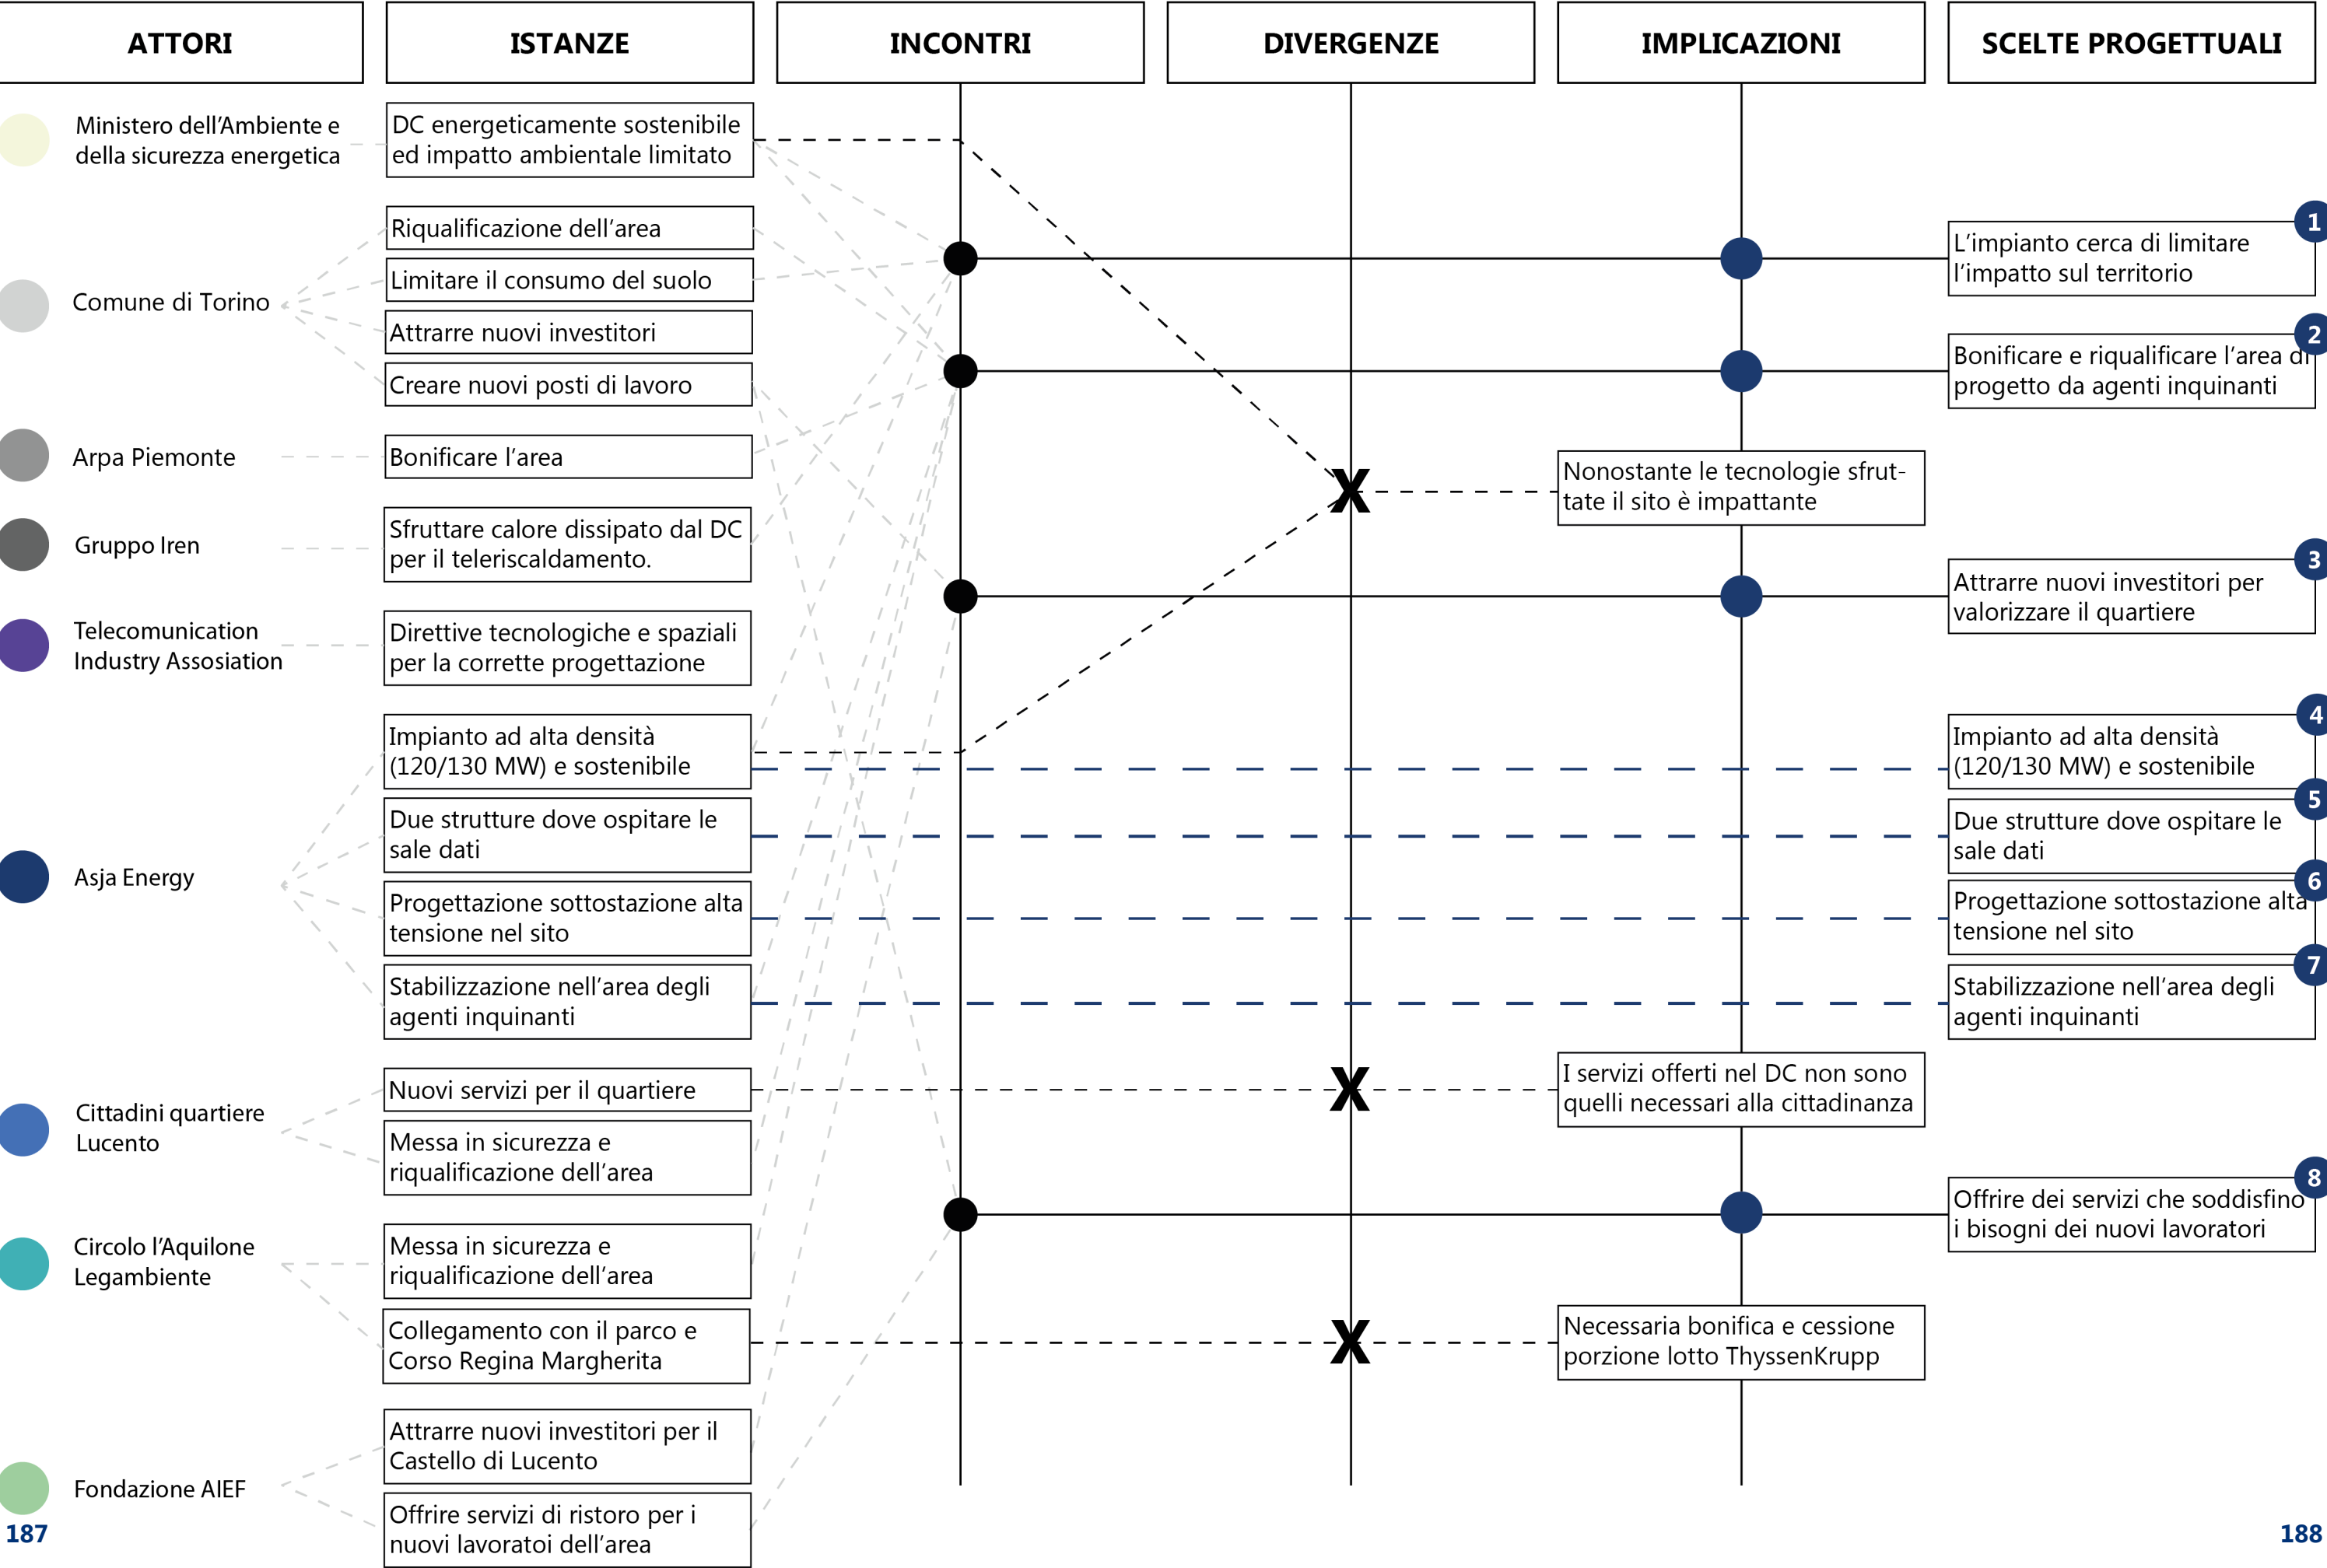 ATTORI
ISTANZE
INCONTRI
DIVERGENZE
IMPLICAZIONI
SCELTE PROGETTUALI
Ministero dell'Ambiente e
della sicurezza energetica
DC energeticamente sostenibile
ed impatto ambientale limitato
Comune di Torino
Riqualificazione dell'area
Limitare il consumo del suolo
Attrarre nuovi investitori
Creare nuovi posti di lavoro
1
L'impianto cerca di limitare
l'impatto sul territorio
2
Bonificare e riqualificare l'area di
progetto da agenti inquinanti
Arpa Piemonte
Bonificare l'area
X
Nonostante le tecnologie sfrut-
tate il sito è impattante
Gruppo Iren
Sfruttare calore dissipato dal DC
per il teleriscaldamento.
3
Attrarre nuovi investitori per
valorizzare il quartiere
Telecomunication
Industry Assosiation
Direttive tecnologiche e spaziali
per la corrette progettazione
Asja Energy
Impianto ad alta densità
(120/130 MW) e sostenibile
Due strutture dove ospitare le
sale dati
Progettazione sottostazione alta
tensione nel sito
Stabilizzazione nell'area degli
agenti inquinanti
4
Impianto ad alta densità
(120/130 MW) e sostenibile
5
Due strutture dove ospitare le
sale dati
6
Progettazione sottostazione alta
tensione nel sito
7
Stabilizzazione nell'area degli
agenti inquinanti
Cittadini quartiere
Lucento
Nuovi servizi per il quartiere
Messa in sicurezza e
riqualificazione dell'area
X
I servizi offerti nel DC non sono
quelli necessari alla cittadinanza
8
Offrire dei servizi che soddisfino
i bisogni dei nuovi lavoratori
Circolo l'Aquilone
Legambiente
Messa in sicurezza e
riqualificazione dell'area
Collegamento con il parco e
Corso Regina Margherita
X
Necessaria bonifica e cessione
porzione lotto ThyssenKrupp
Fondazione AIEF
Attrarre nuovi investitori per il
Castello di Lucento
Offrire servizi di ristoro per i
nuovi lavoratoi dell'area
187
188